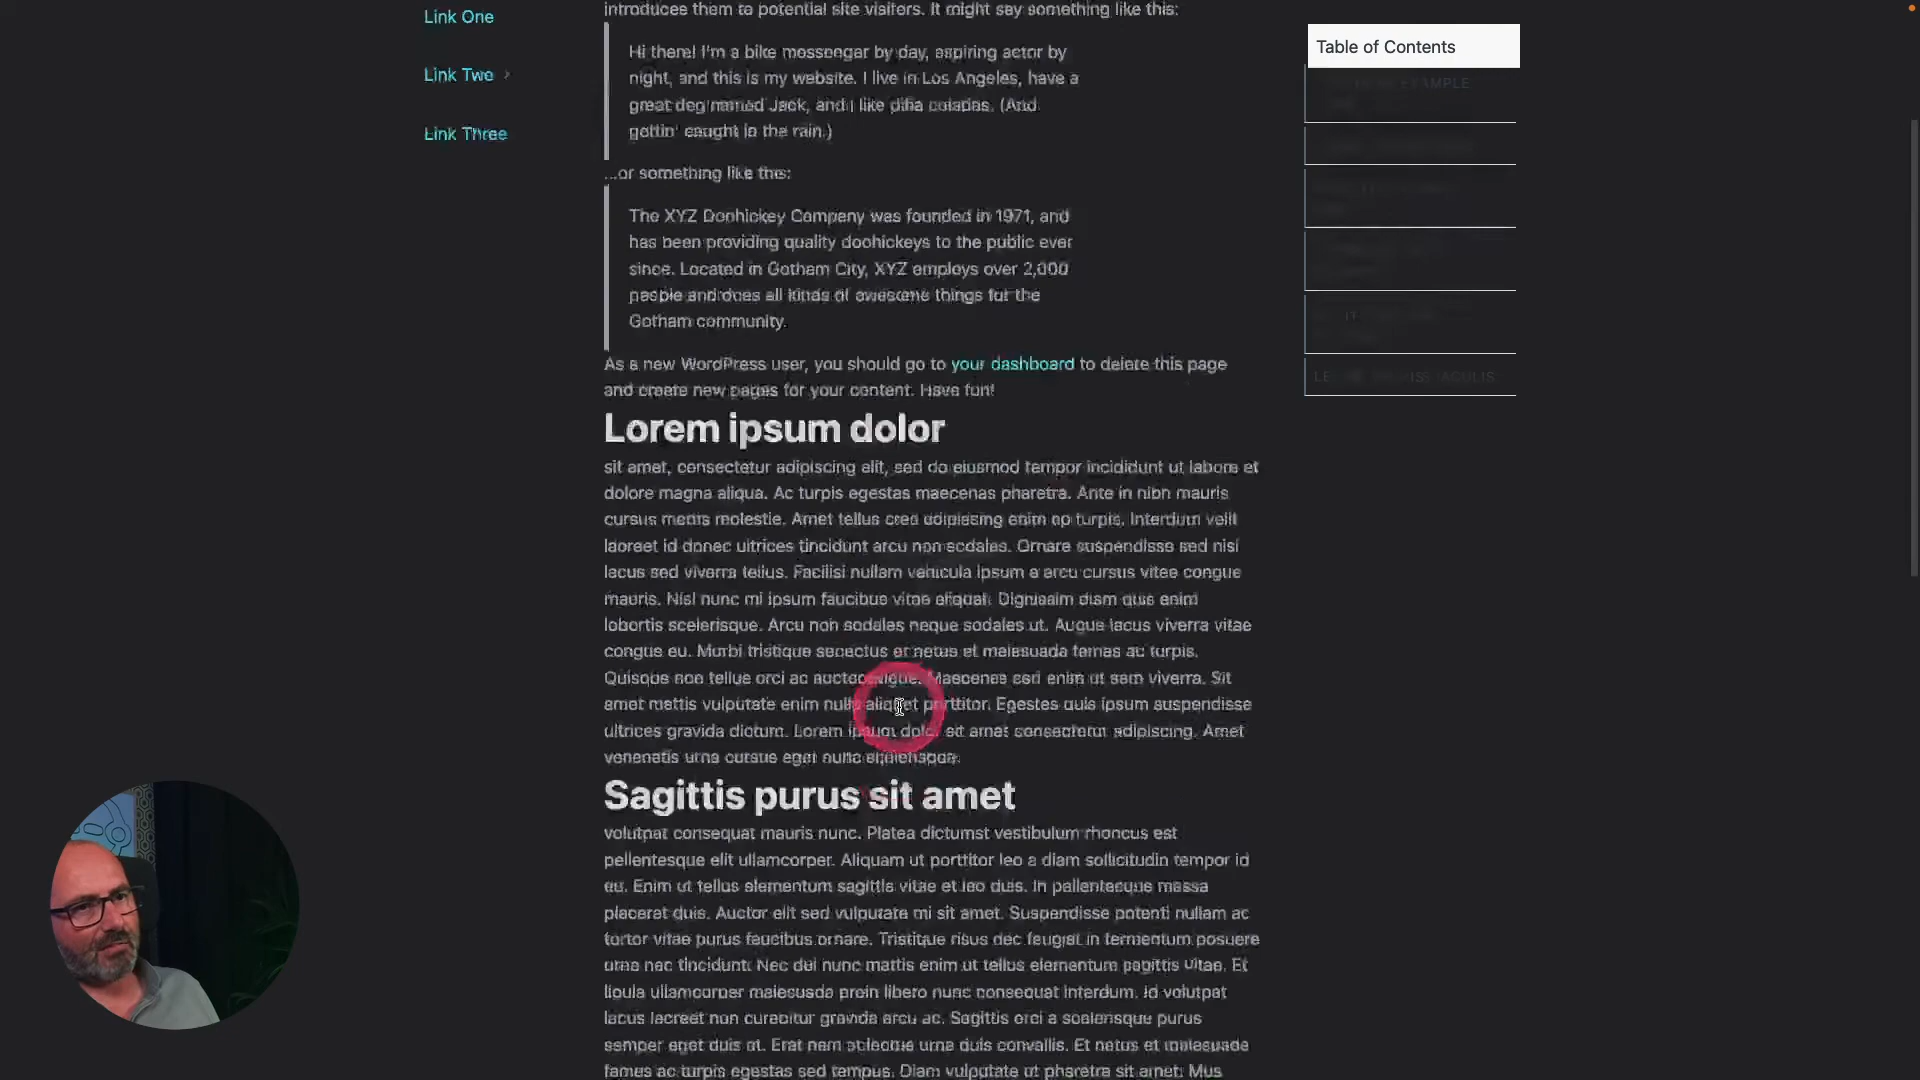 Link One
Link Two
Link Three
introduces them to potential site visitors. It might say something like this:
Hi there! I'm a bike messenger by day, aspiring actor by
night, and this is my website. I live in Los Angeles, have a
great dog named Jack, and I like piña coladas. (And
gettin' caught in the rain.)
...or something like this:
The XYZ Doohickey Company was founded in 1971, and
has been providing quality doohickeys to the public ever
since. Located in Gotham City, XYZ employs over 2,000
people and does all kinds of awesome things for the
Gotham community.
As a new WordPress user, you should go to your dashboard to delete this page
and create new pages for your content. Have fun!
Lorem ipsum dolor
sit amet, consectetur adipiscing elit, sed do eiusmod tempor incididunt ut labore et
dolore magna aliqua. Ac turpis egestas maecenas pharetra. Ante in nibh mauris
cursus mattis molestie. Amet tellus cras adipiscing enim eu turpis. Interdum velit
laoreet id donec ultrices tincidunt arcu non sodales. Ornare suspendisse sed nisi
lacus sed viverra tellus. Facilisi nullam vehicula ipsum a arcu cursus vitae congue
mauris. Nisl nunc mi ipsum faucibus vitae aliquet. Dignissim diam quis enim
lobortis scelerisque. Arcu non sodales neque sodales ut. Augue lacus viverra vitae
congue eu. Morbi tristique senectus et netus et malesuada fames ac turpis.
Quisque non tellus orci ac auctor augue. Maecenas sed enim ut sem viverra. Sit
amet mattis vulputate enim nulla aliquet porttitor. Egestas quis ipsum suspendisse
ultrices gravida dictum. Lorem ipsum dolor sit amet consectetur adipiscing. Amet
venenatis urna cursus eget nunc scelerisque.
Sagittis purus sit amet
volutpat consequat mauris nunc. Platea dictumst vestibulum rhoncus est
pellentesque elit ullamcorper. Aliquam ut porttitor leo a diam sollicitudin tempor id
eu. Enim ut tellus elementum sagittis vitae et leo duis. In pellentesque massa
placerat duis. Auctor elit sed vulputate mi sit amet. Suspendisse potenti nullam ac
tortor vitae purus faucibus ornare. Tristique risus nec feugiat in fermentum posuere
urna nec tincidunt. Nec dui nunc mattis enim ut tellus elementum sagittis vitae. Et
ligula ullamcorper malesuada proin libero nunc consequat interdum. Id volutpat
lacus laoreet non curabitur gravida arcu ac. Sagittis orci a scelerisque purus
semper eget duis at. Erat nam at lectus urna duis convallis. Et netus et malesuada
fames ac turpis egestas sed tempus. Diam vulputate ut pharetra sit amet. Mus
Table of Contents
EXAMPLE